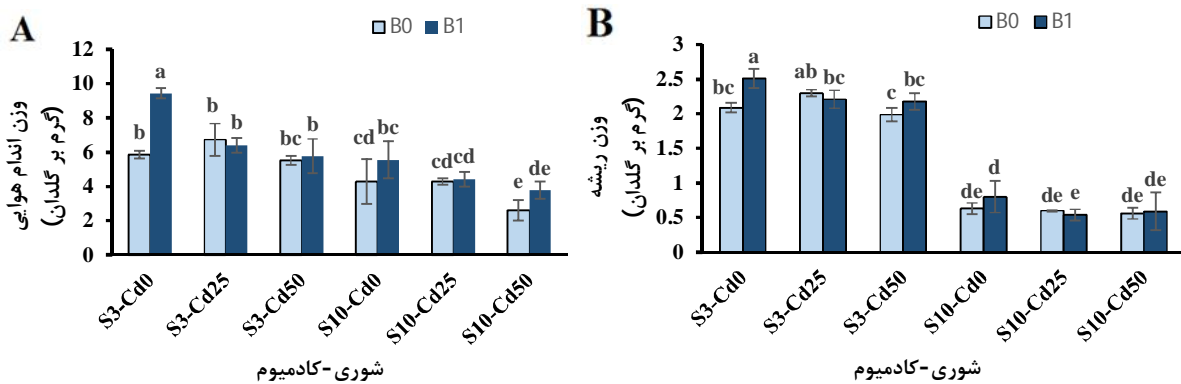 A
B0 B1
وزن اندام هوایی
(گرم بر گلدان)
12
10
8
6
4
2
0
b a
b b
bc b
cd bc
cd cd
e de
S3-Cd0
S3-Cd25
S3-Cd50
S10-Cd0
S10-Cd25
S10-Cd50
شوری-کادمیوم
B
B0 B1
وزن ریشه
(گرم بر گلدان)
3
2.5
2
1.5
1
0.5
0
bc a
ab bc
c bc
de d
de e
de de
S3-Cd0
S3-Cd25
S3-Cd50
S10-Cd0
S10-Cd25
S10-Cd50
شوری-کادمیوم